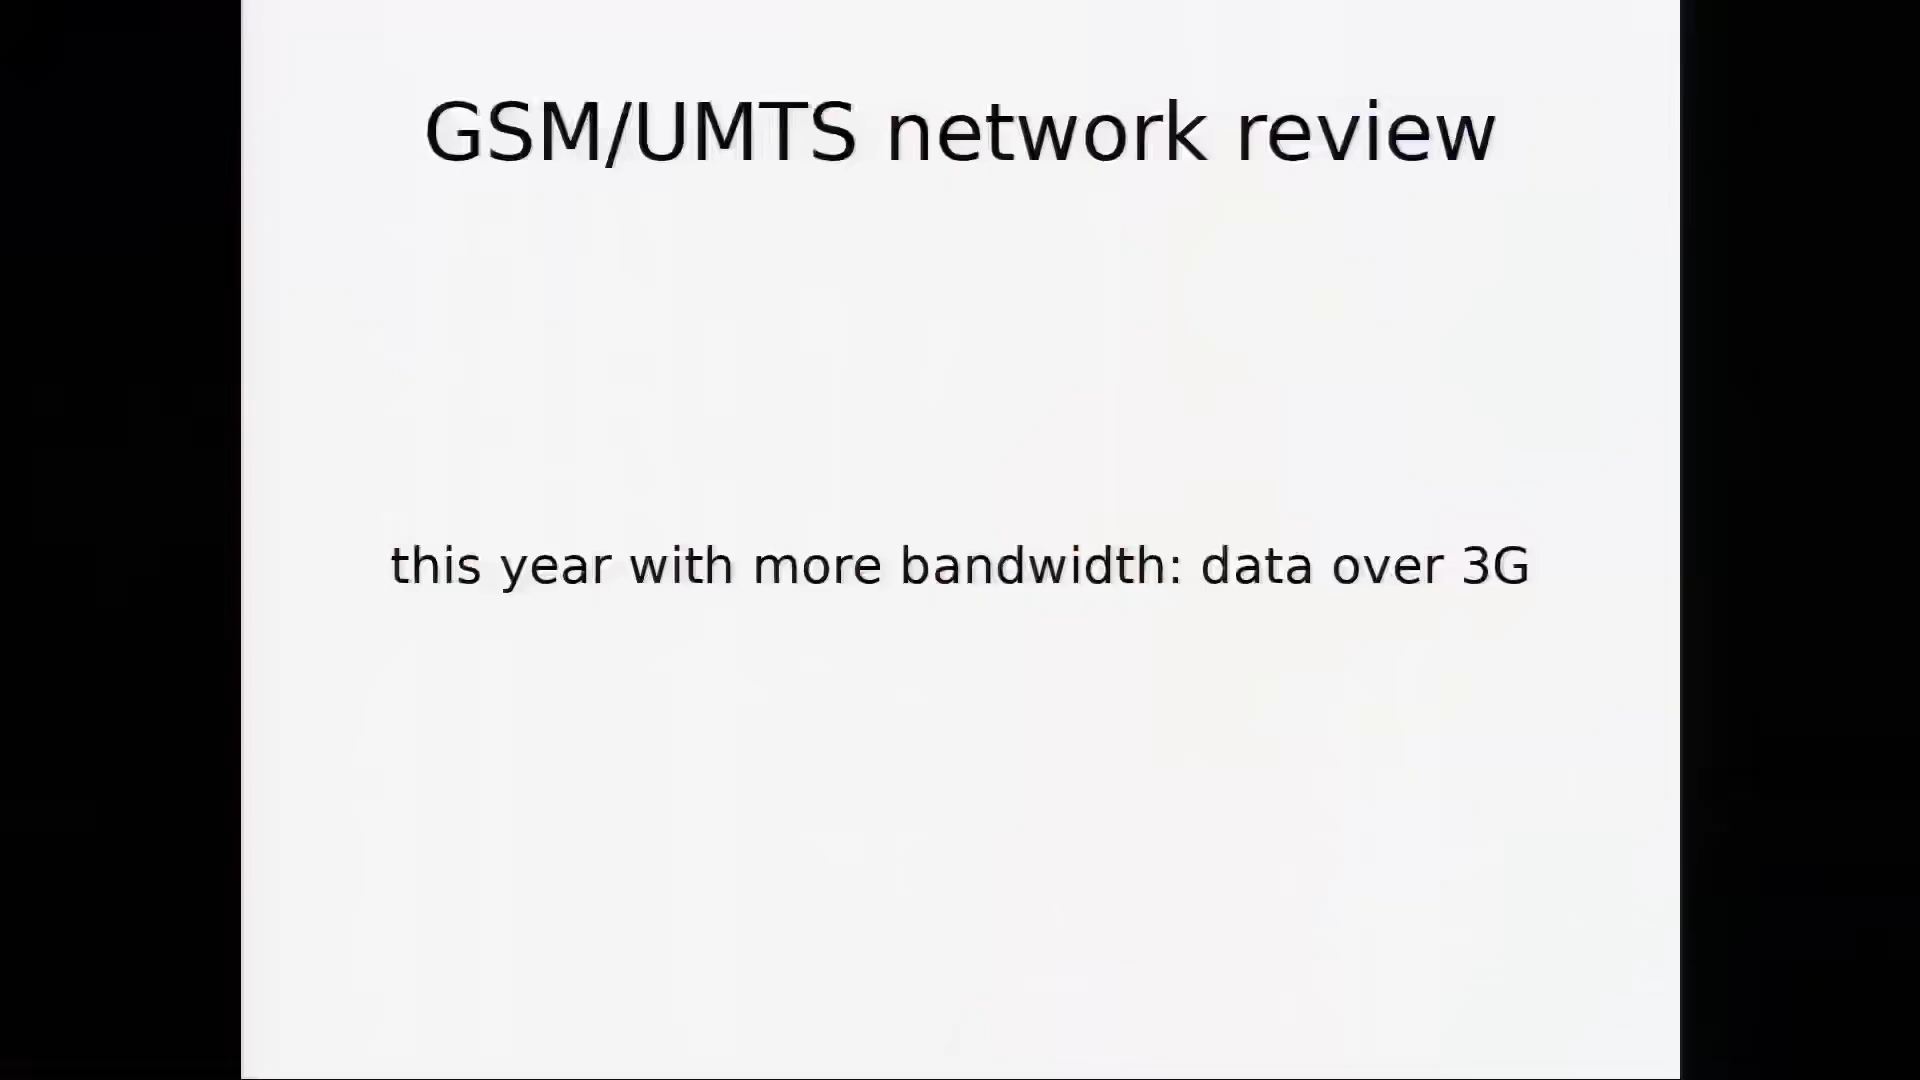 GSM/UMTS network review
this year with more bandwidth: data over 3G